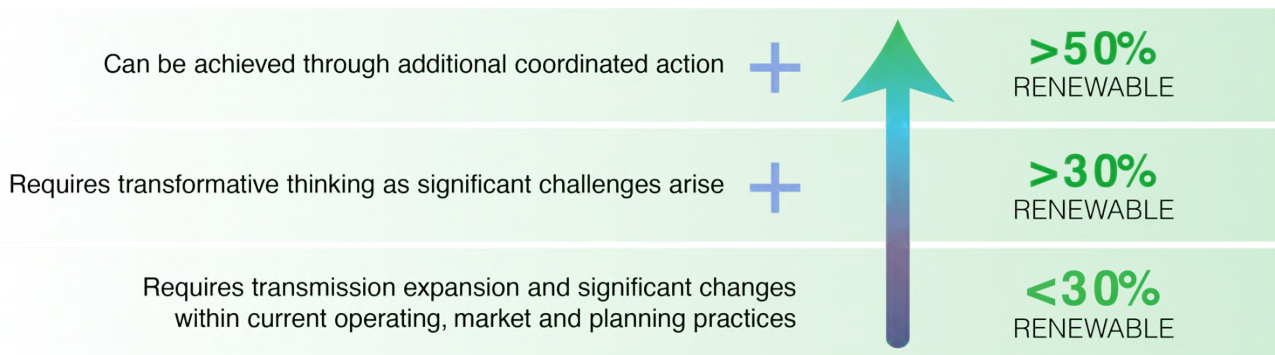 Can be achieved through additional coordinated action +
>50%
RENEWABLE
Requires transformative thinking as significant challenges arise +
>30%
RENEWABLE
Requires transmission expansion and significant changes
within current operating, market and planning practices
<30%
RENEWABLE